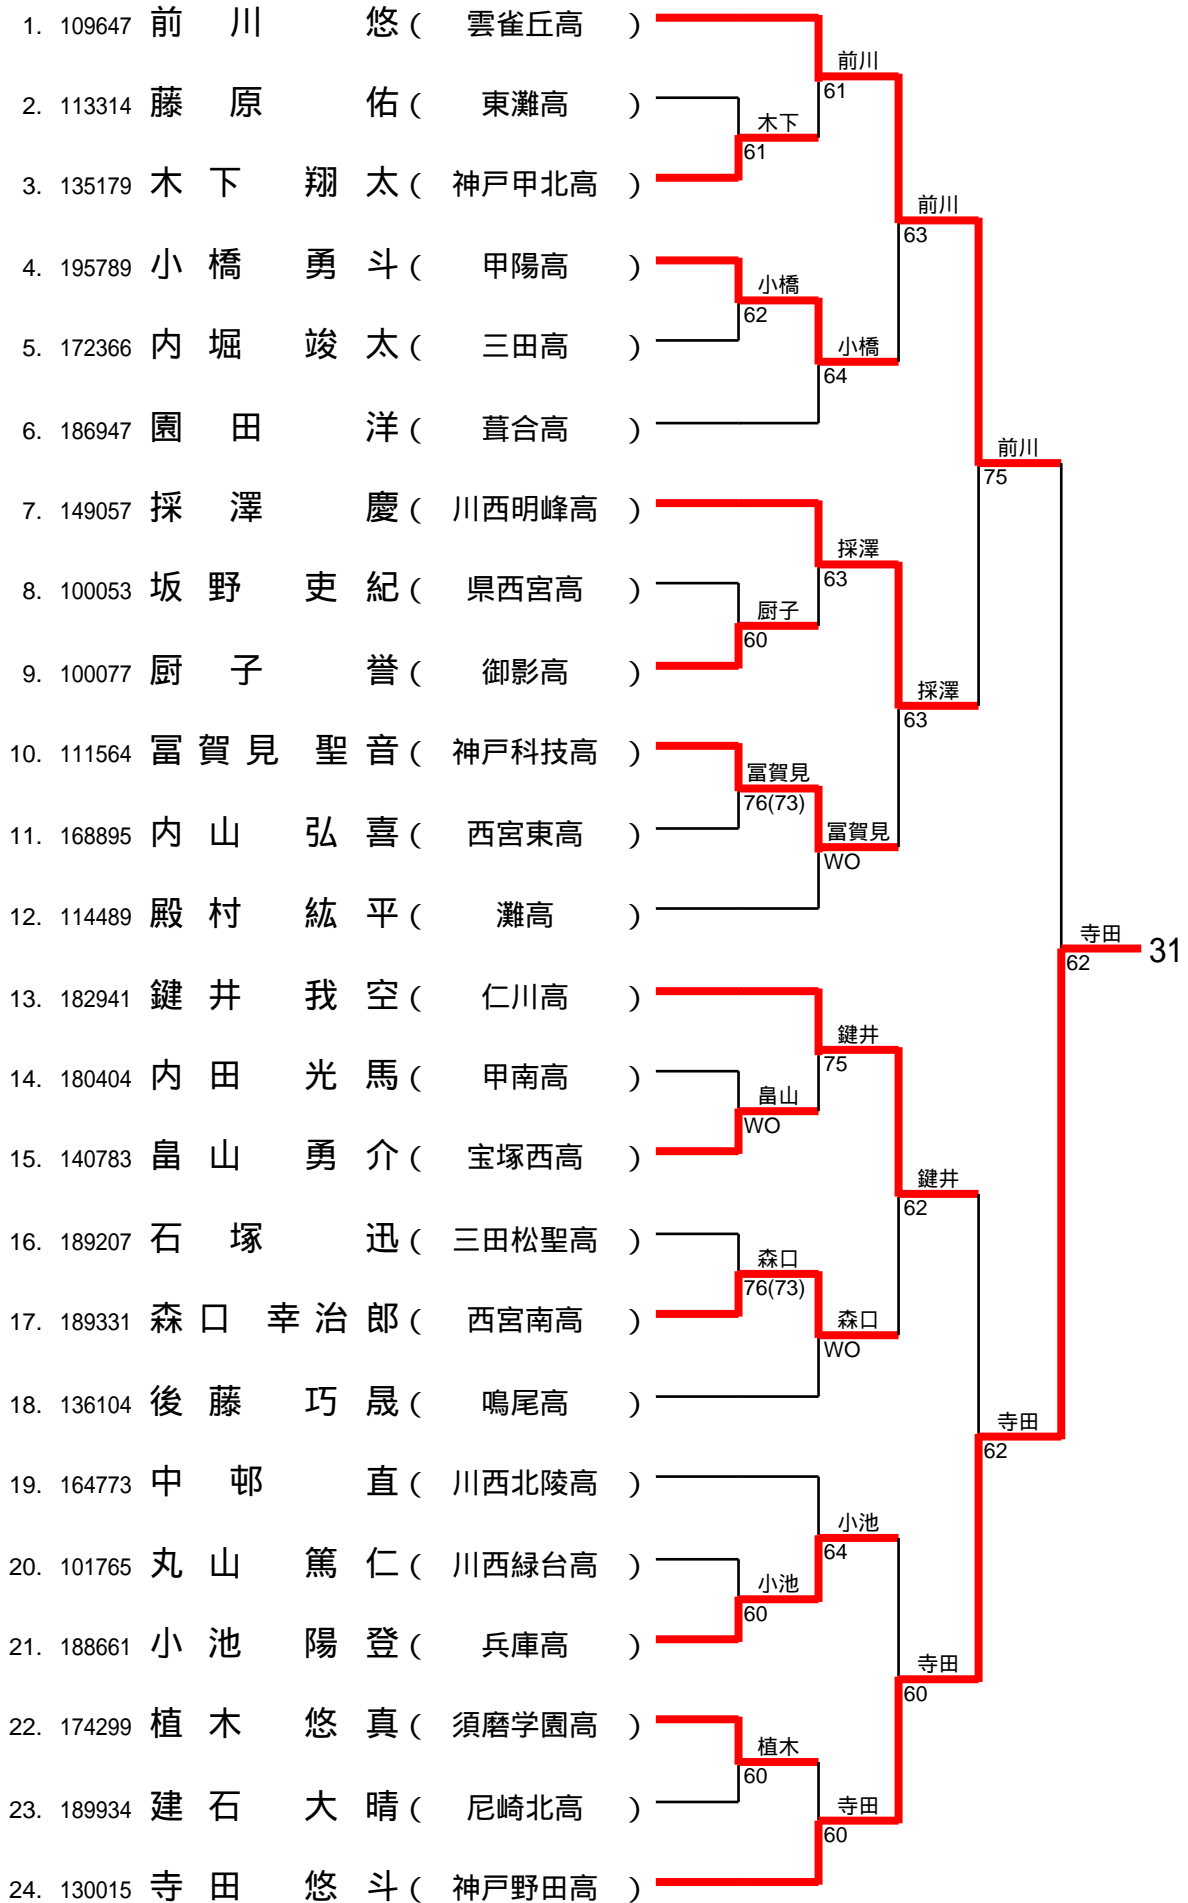 1. 109647 前川 悠 ( 雲雀丘高 )
前川
61
2. 113314 藤原 佑 ( 東灘高 )
木下
61
3. 135179 木下 翔太 ( 神戸甲北高 )
前川
63
4. 195789 小橋 勇斗 ( 甲陽高 )
小橋
62
5. 172366 内堀 竣太 ( 三田高 )
小橋
64
6. 186947 園田 洋 ( 葺合高 )
前川
75
7. 149057 採澤 慶 ( 川西明峰高 )
採澤
63
8. 100053 坂野 吏紀 ( 県西宮高 )
厨子
60
9. 100077 厨子 誉 ( 御影高 )
採澤
63
10. 111564 冨賀見 聖音 ( 神戸科技高 )
冨賀見
76(73)
11. 168895 内山 弘喜 ( 西宮東高 )
冨賀見
WO
12. 114489 殿村 紘平 ( 灘高 )
寺田
62
31
13. 182941 鍵井 我空 ( 仁川高 )
鍵井
75
14. 180404 内田 光馬 ( 甲南高 )
畠山
WO
15. 140783 畠山 勇介 ( 宝塚西高 )
鍵井
62
16. 189207 石塚 迅 ( 三田松聖高 )
森口
76(73)
17. 189331 森口 幸治郎 ( 西宮南高 )
森口
WO
18. 136104 後藤 巧晟 ( 鳴尾高 )
寺田
62
19. 164773 中邨 直 ( 川西北陵高 )
小池
64
20. 101765 丸山 篤仁 ( 川西緑台高 )
小池
60
21. 188661 小池 陽登 ( 兵庫高 )
寺田
60
22. 174299 植木 悠真 ( 須磨学園高 )
植木
60
23. 189934 建石 大晴 ( 尼崎北高 )
寺田
60
24. 130015 寺田 悠斗 ( 神戸野田高 )